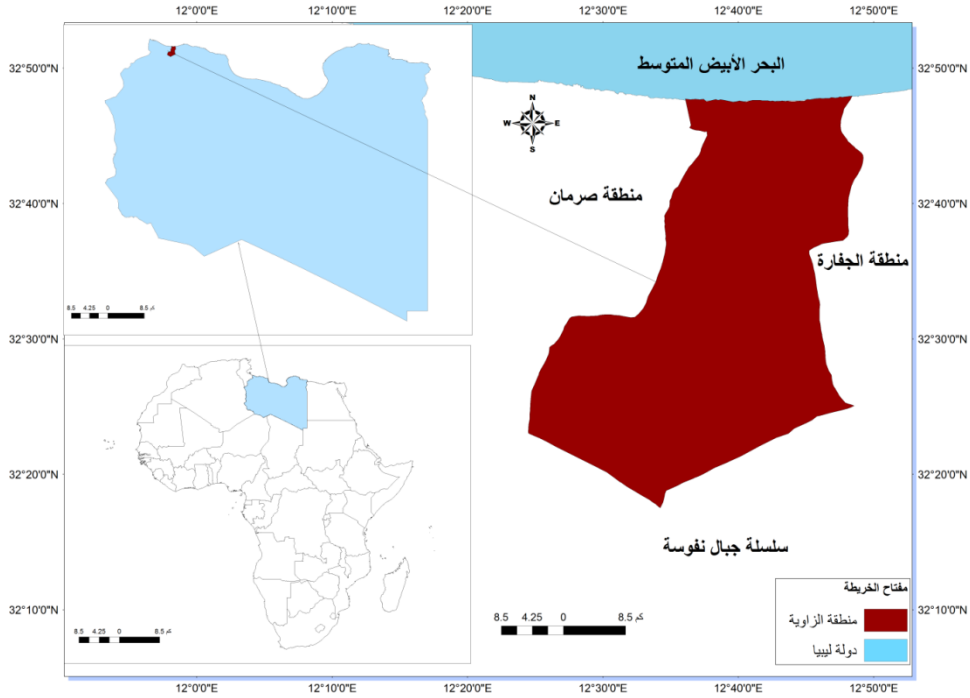 12°0'0"E 12°10'0"E 12°20'0"E 12°30'0"E 12°40'0"E 12°50'0"E
32°50'0"N 32°50'0"N
البحر الأبيض المتوسط
N
W E
S
32°40'0"N 32°40'0"N
منطقة صرمان
منطقة الجفارة
8.5 4.25 0 8.5 كم
32°30'0"N 32°30'0"N
32°20'0"N 32°20'0"N
سلسلة جبال نفوسة
مفتاح الخريطة
منطقة الزاوية
دولة ليبيا
32°10'0"N 32°10'0"N
8.5 4.25 0 8.5 كم
8.5 4.25 0 8.5 كم
12°0'0"E 12°10'0"E 12°20'0"E 12°30'0"E 12°40'0"E 12°50'0"E